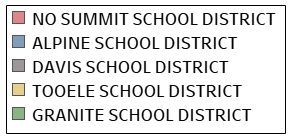 NO SUMMIT SCHOOL DISTRICT
ALPINE SCHOOL DISTRICT
DAVIS SCHOOL DISTRICT
TOOELE SCHOOL DISTRICT
GRANITE SCHOOL DISTRICT